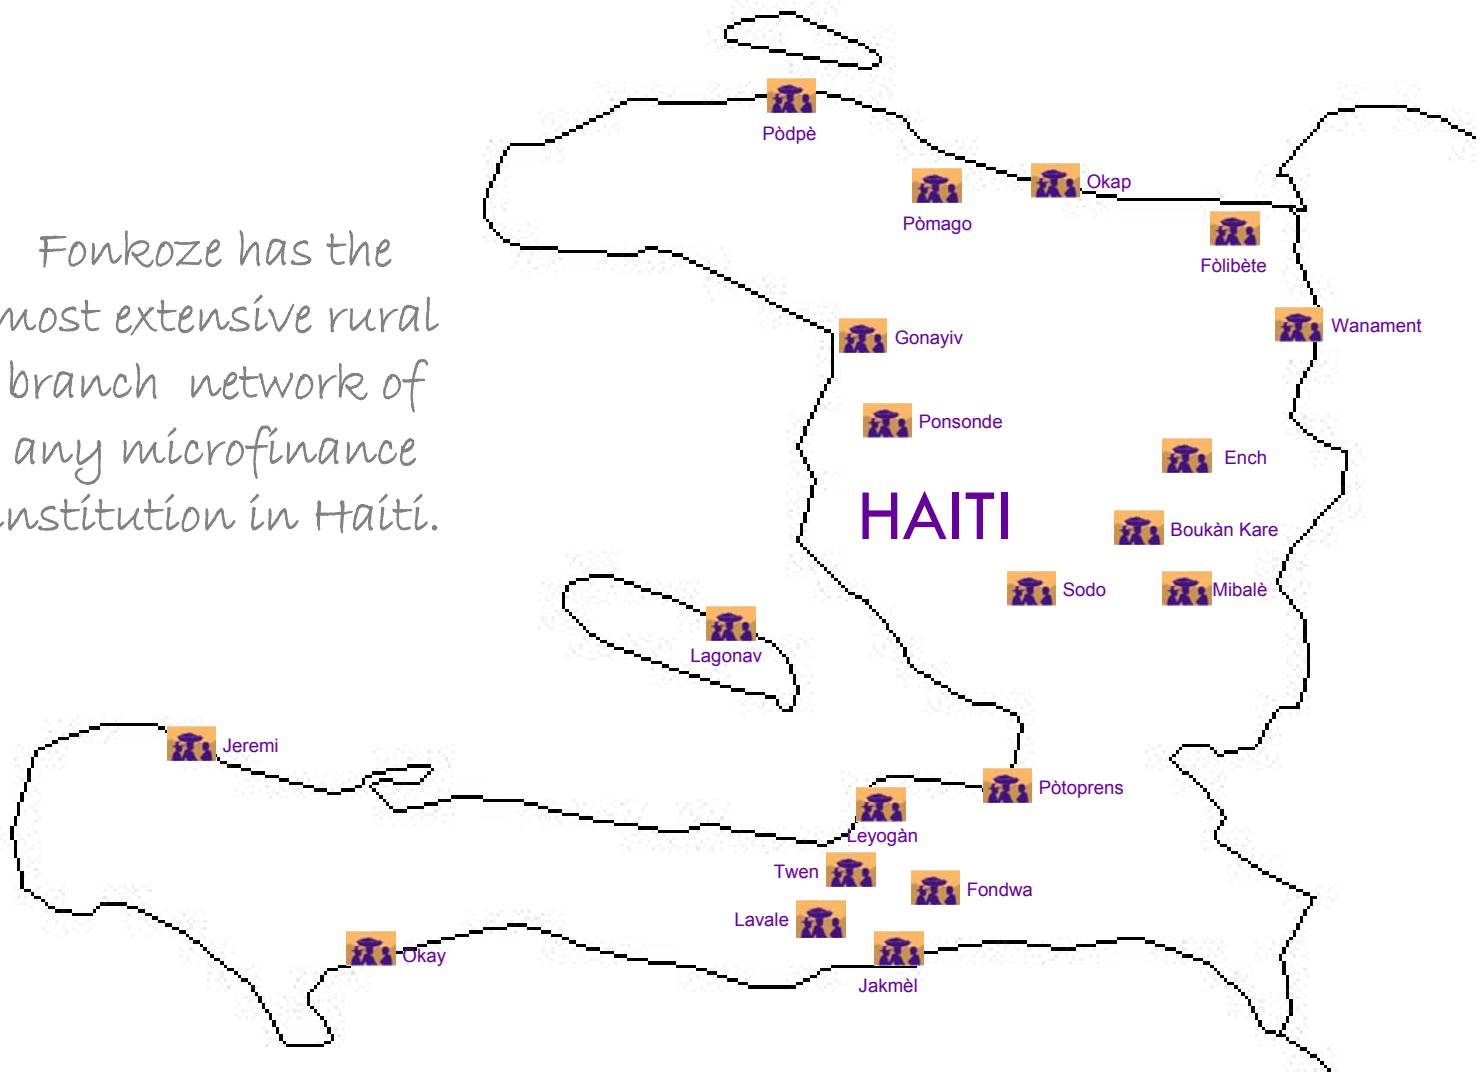 Pòdpè
Okap
Pòmago
Fòlibète
Fonkoze has the
most extensive rural
branch network of
any microfinance
institution in Haiti.
Wanament
Gonayiv
Ponsonde
Ench
HAITI
Boukàn Kare
Sodo
Mibalè
Lagonav
Jeremi
Pòtoprens
Leyogàn
Twen
Fondwa
Lavale
Okay
Jakmèl